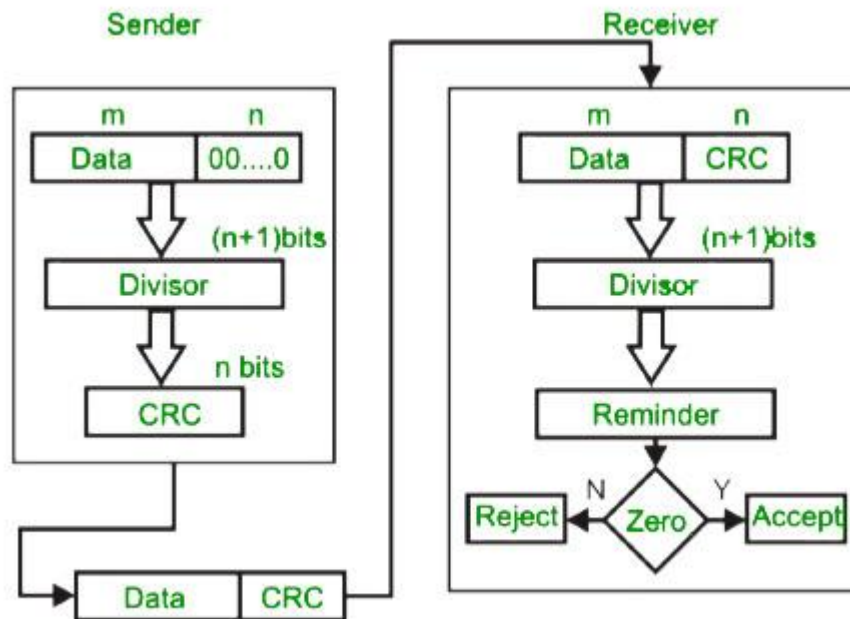 Sender
m n
Data 00....0
(n+1)bits
Divisor
n bits
CRC
Data CRC
Receiver
m n
Data CRC
(n+1)bits
Divisor
Reminder
N Y
Reject Zero Accept